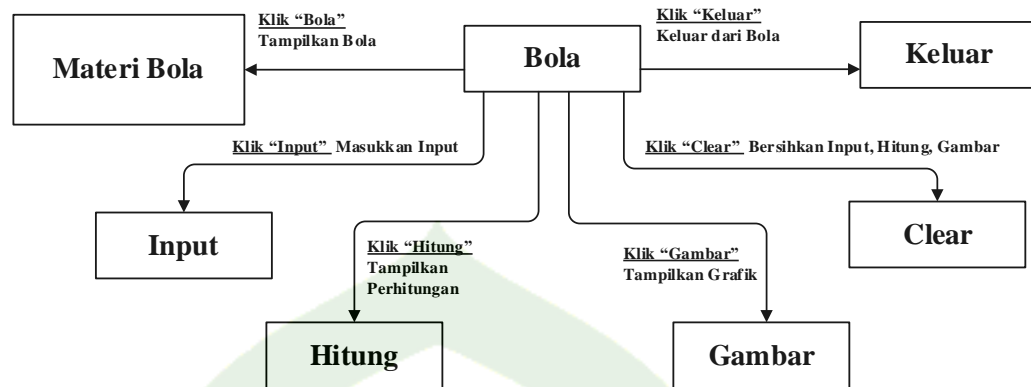 Klik “Bola”
Tampilkan Bola
Klik “Keluar”
Keluar dari Bola
Materi Bola
Bola
Keluar
Klik “Input” Masukkan Input
Klik “Clear” Bersihkan Input, Hitung, Gambar
Input
Clear
Klik “Hitung”
Tampilkan
Perhitungan
Klik “Gambar”
Tampilkan Grafik
Hitung
Gambar